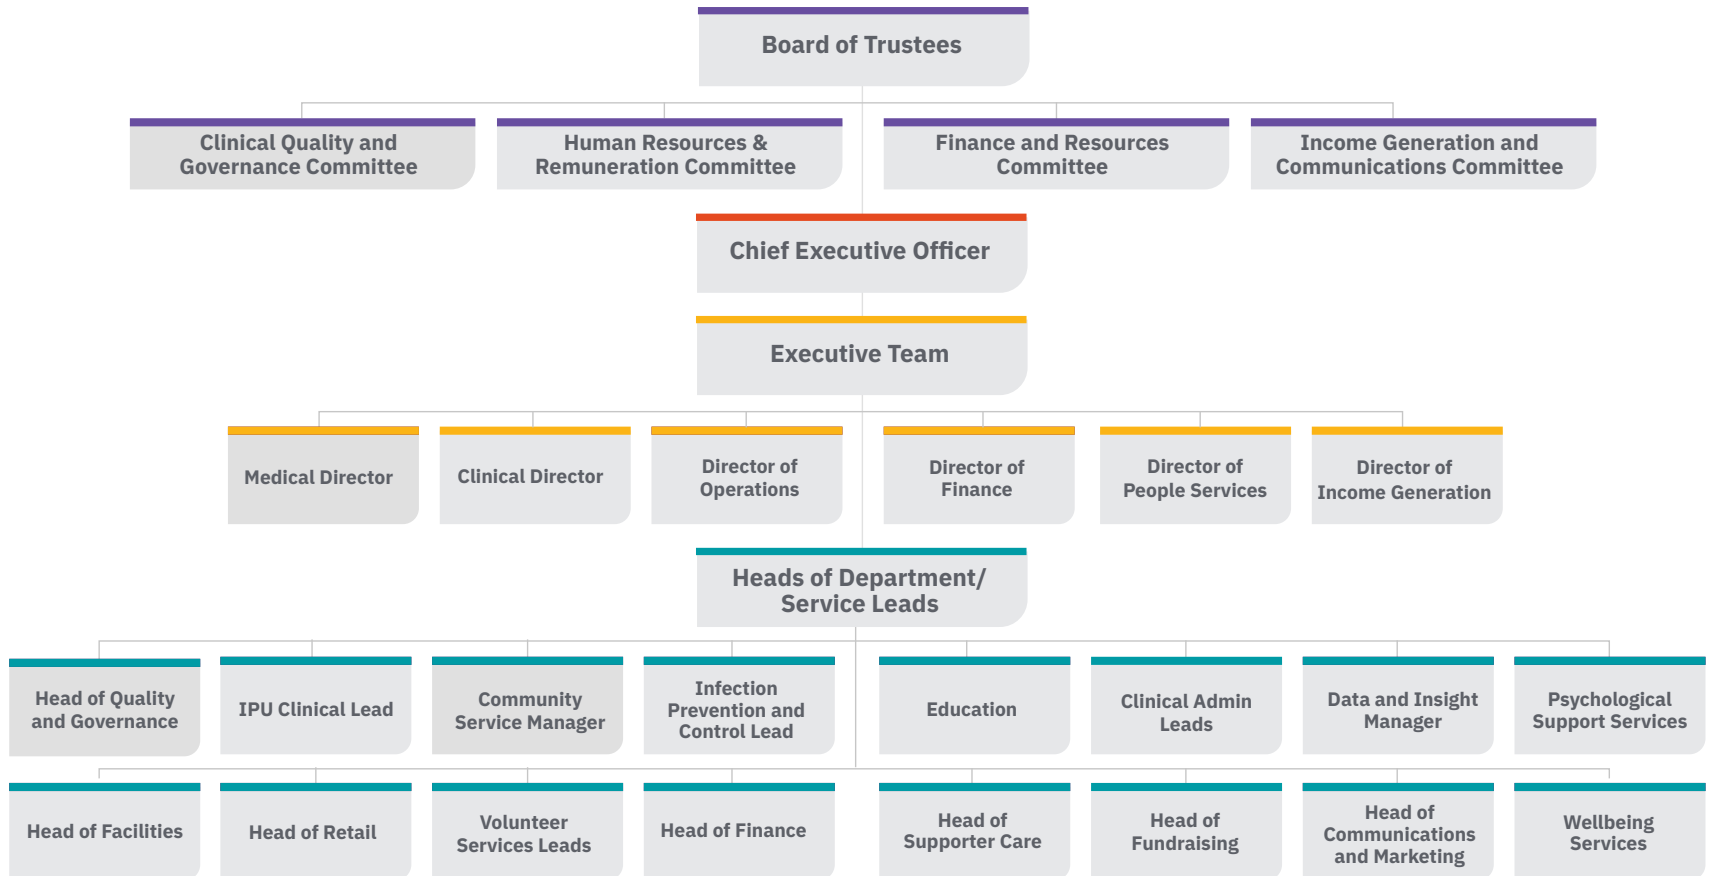 Board of Trustees
Clinical Quality and
Governance Committee
Human Resources &
Remuneration Committee
Finance and Resources
Committee
Income Generation and
Communications Committee
Chief Executive Officer
Executive Team
Medical Director
Clinical Director
Director of
Operations
Director of
Finance
Director of
People Services
Director of
Income Generation
Heads of Department/
Service Leads
Head of Quality
and Governance
IPU Clinical Lead
Community
Service Manager
Infection
Prevention and
Control Lead
Education
Clinical Admin
Leads
Data and Insight
Manager
Psychological
Support Services
Head of Facilities
Head of Retail
Volunteer
Services Leads
Head of Finance
Head of
Supporter Care
Head of
Fundraising
Head of
Communications
and Marketing
Wellbeing
Services